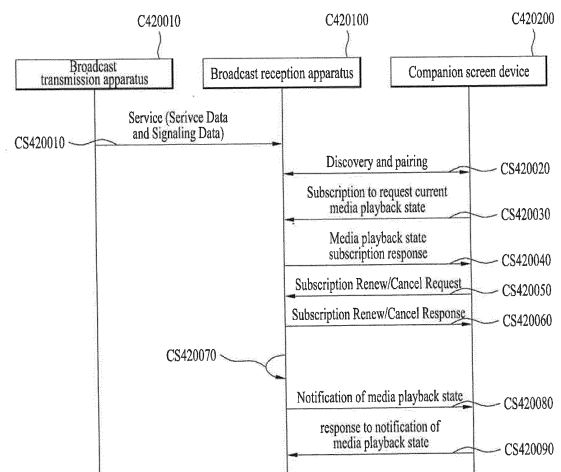 C420010
C420100
C420200
Broadcast
transmission apparatus
Broadcast reception apparatus
Companion screen device
Service (Serivce Data
and Signaling Data)
CS420010
Discovery and pairing
CS420020
Subscription to request current
media playback state
CS420030
Media playback state
subscription response
CS420040
Subscription Renew/Cancel Request
CS420050
Subscription Renew/Cancel Response
CS420060
CS420070
Notification of media playback state
CS420080
response to notification of
media playback state
CS420090